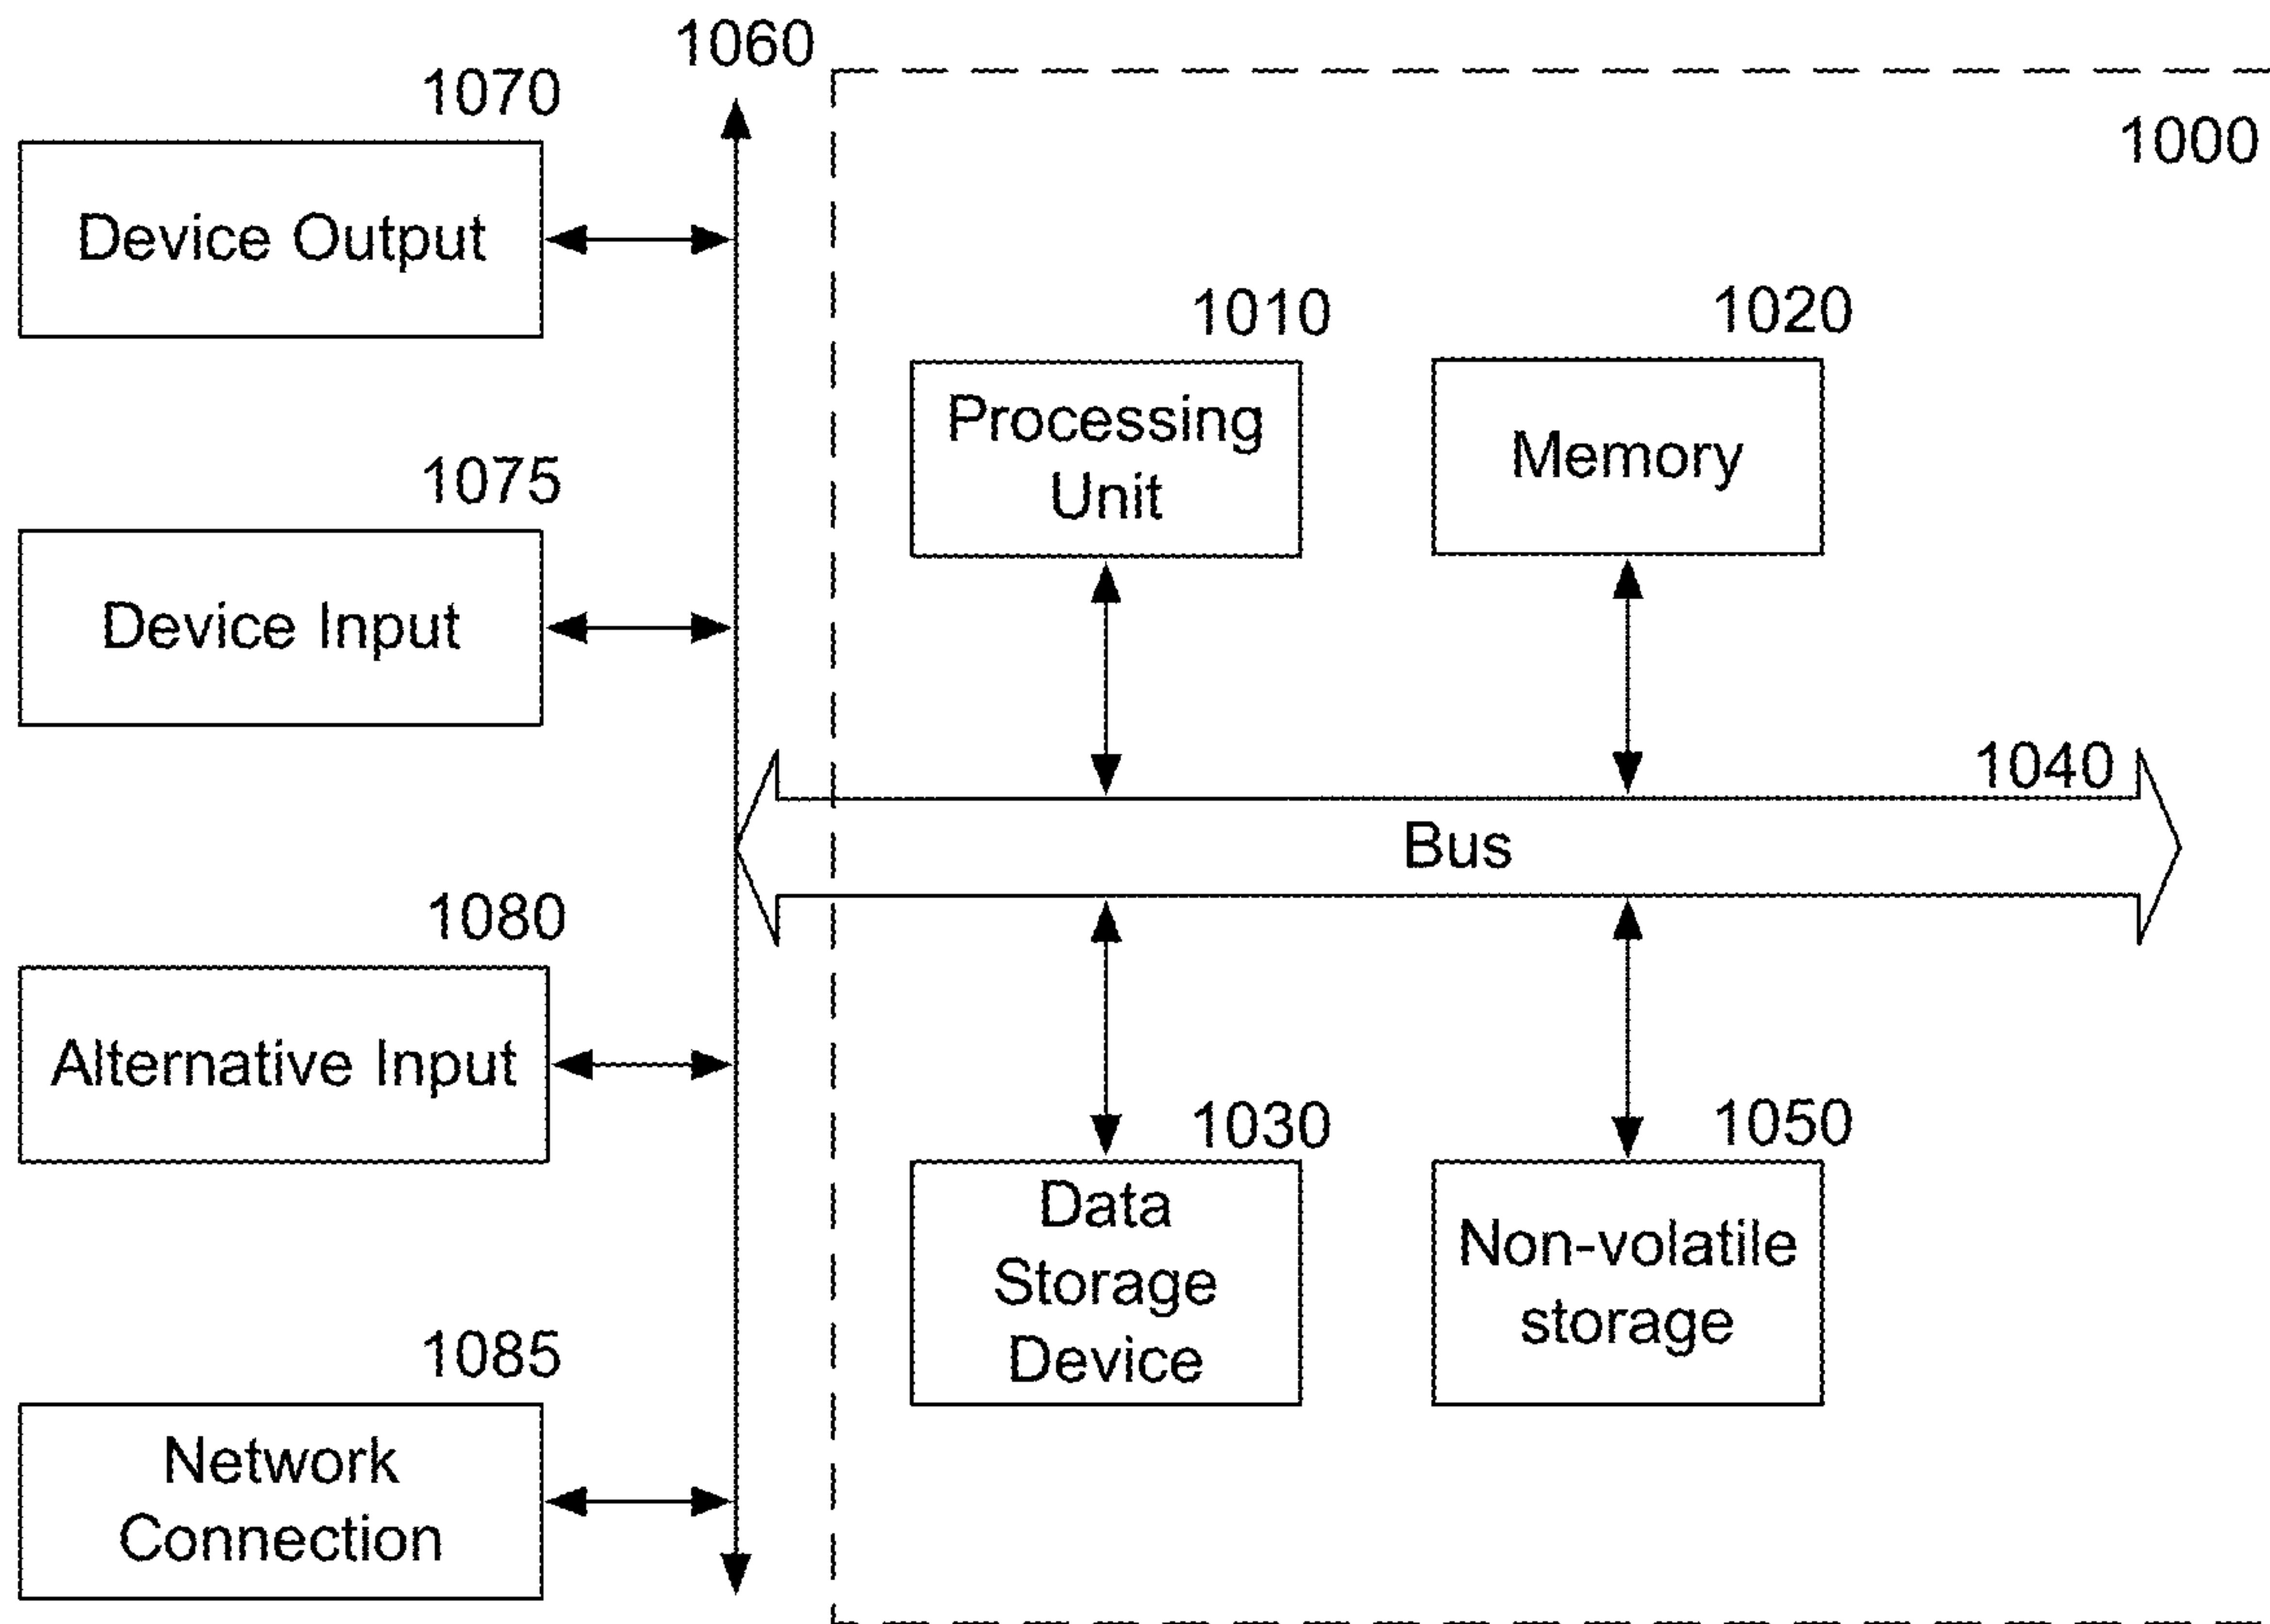 1060
1070
1000
Device Output
1010
1020
Processing
Unit
Memory
1075
Device Input
1040
Bus
1080
Alternative Input
1030
1050
Data
Storage
Device
Non-volatile
storage
1085
Network
Connection